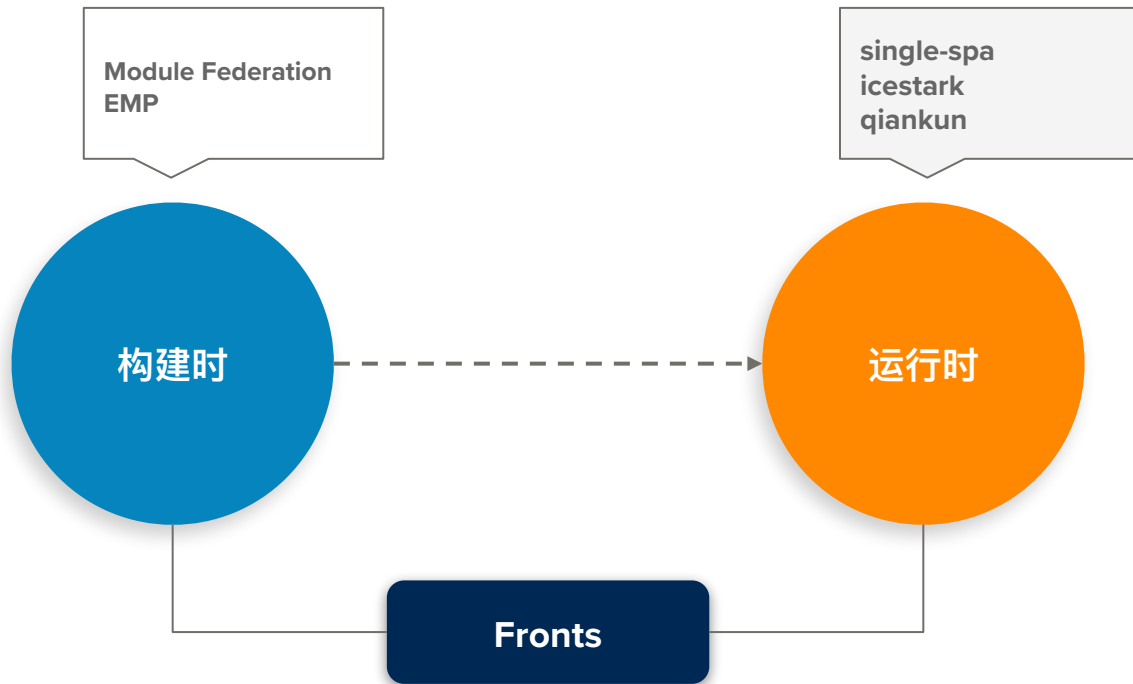 Module Federation
EMP
single-spa
icestark
qiankun
构建时
运行时
Fronts